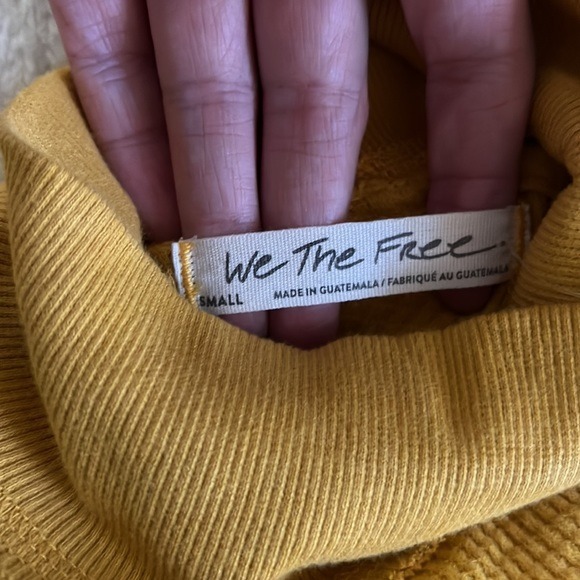 We The Free.
SMALL MADE IN GUATEMALA / FABRIQUÉ AU GUATEMALA